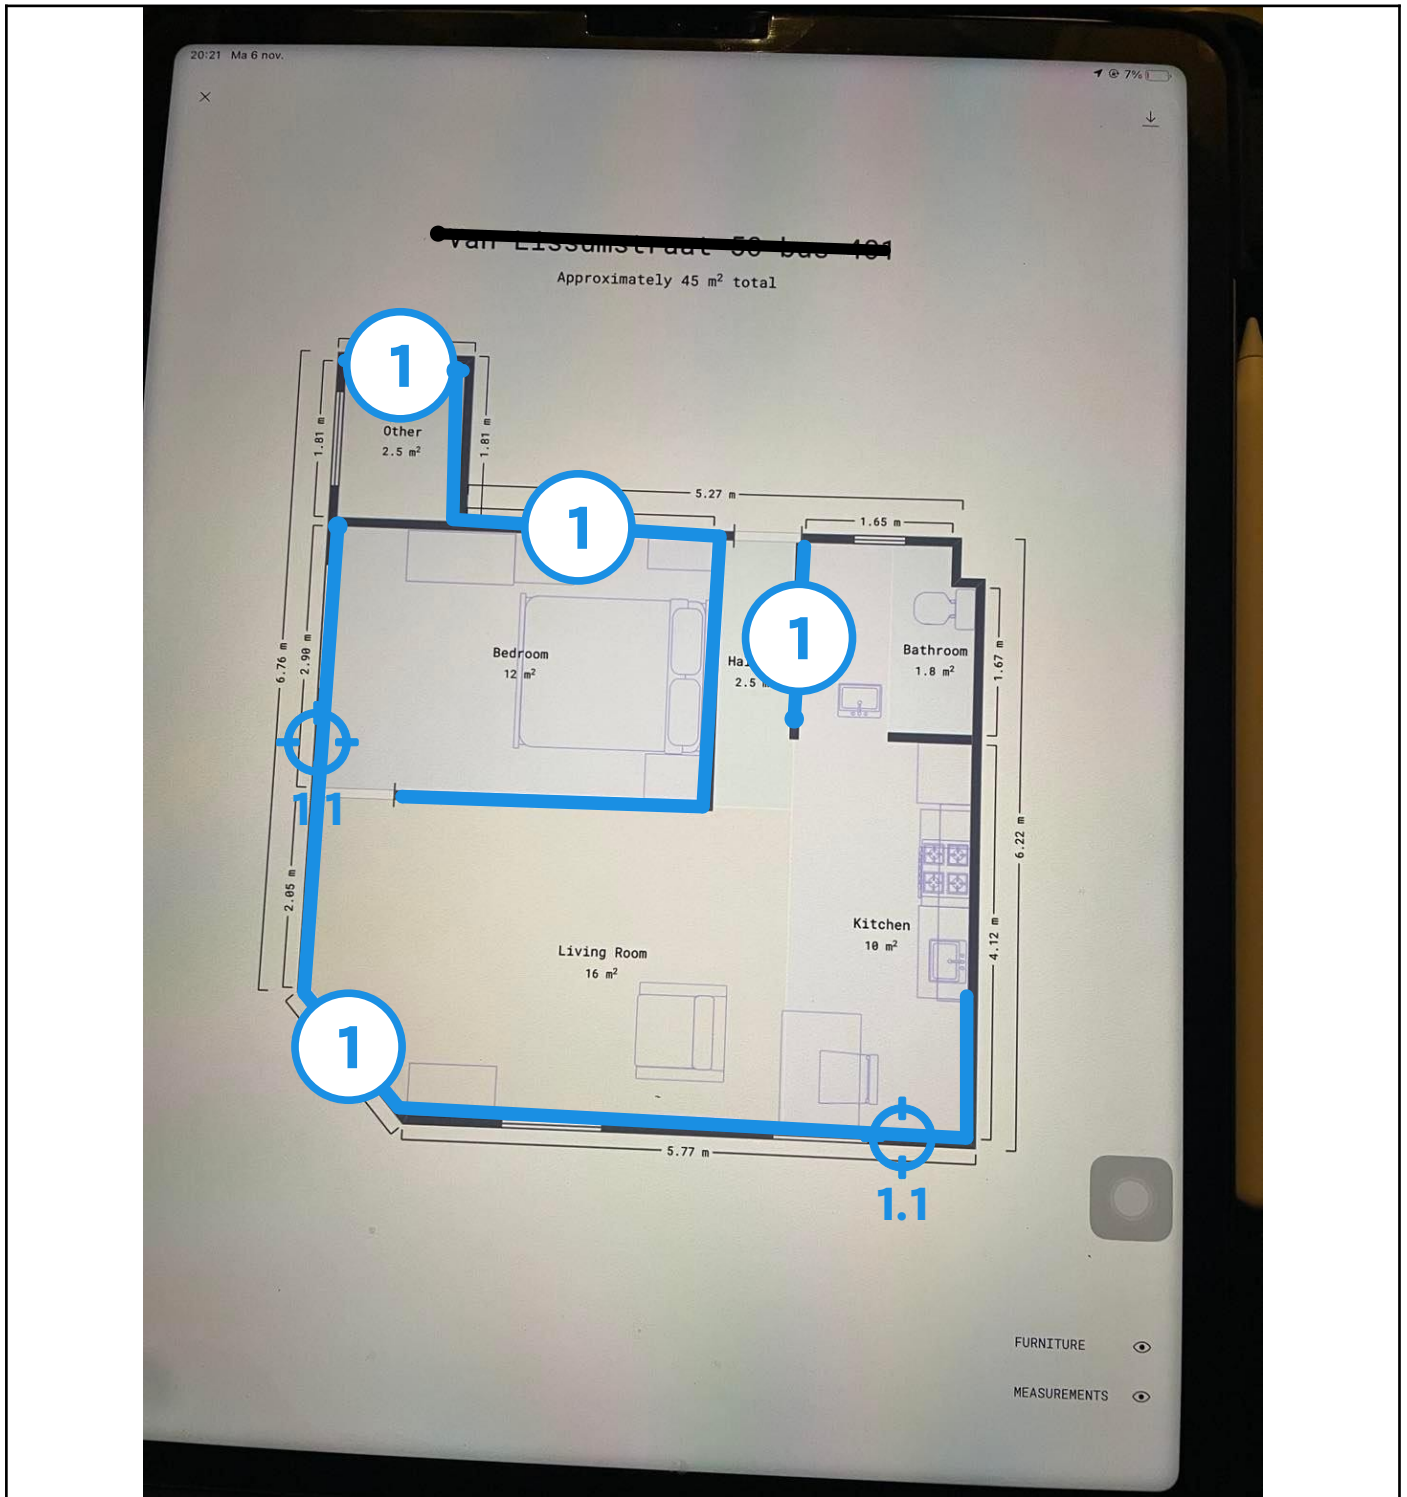 20:21 Ma 6 nov.
7%
Approximately 45 m² total
1
Other
2.5 m²
1.81 m
1.81 m
5.27 m
1
1.65 m
1
Bedroom
12 m²
2.5
Bathroom
1.8 m²
1.67 m
6.76 m
2.90 m
1.1
2.05 m
6.22 m
4.12 m
Kitchen
10 m²
Living Room
16 m²
1
5.77 m
1.1
FURNITURE
MEASUREMENTS